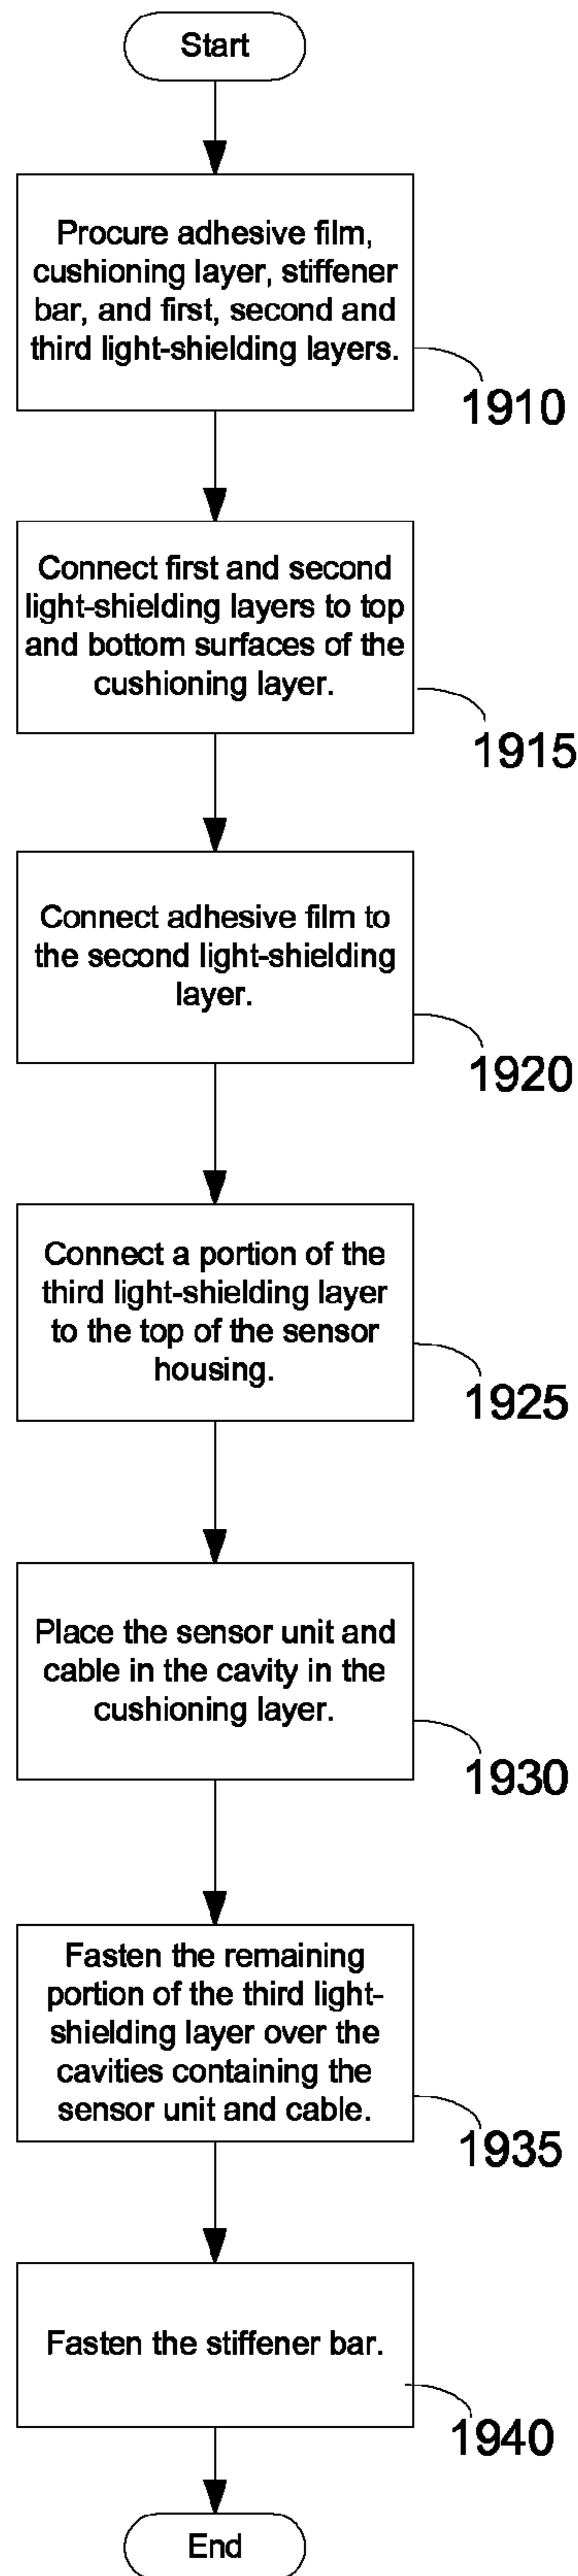 Start
Procure adhesive film,
cushioning layer, stiffener
bar, and first, second and
third light-shielding layers.
1910
Connect first and second
light-shielding layers to top
and bottom surfaces of the
cushioning layer.
1915
Connect adhesive film to
the second light-shielding
layer.
1920
Connect a portion of the
third light-shielding layer
to the top of the sensor
housing.
1925
Place the sensor unit and
cable in the cavity in the
cushioning layer.
1930
Fasten the remaining
portion of the third light-
shielding layer over the
cavities containing the
sensor unit and cable.
1935
Fasten the stiffener bar.
1940
End